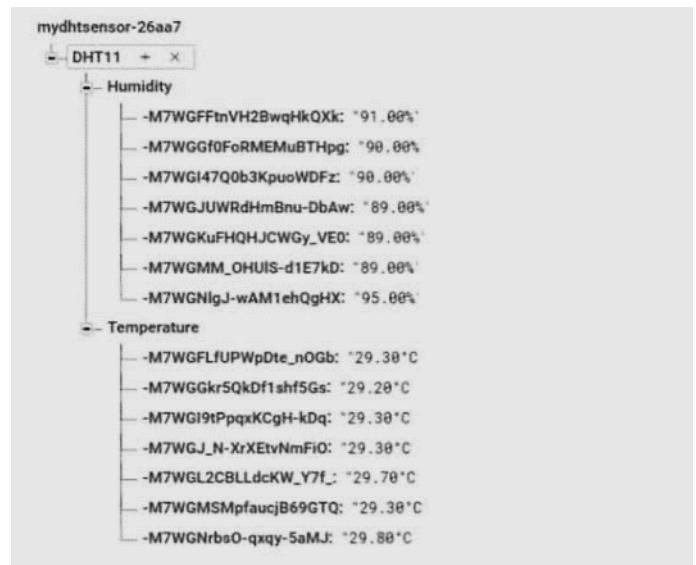 mydhtsensor-26aa7
DHT11 + ×
Humidity
-M7WGFFtnVH2BwqHkQXk: "91.00%"
-M7WGGf0FoRMEMuBTHpg: "90.00%
-M7WGI47Q0b3KpuoWDFz: "90.00%"
-M7WGJUWRdHmBnu-DbAw: "89.00%"
-M7WGKuFHQHJCWGy_VE0: "89.00%"
-M7WGMM_OHUlS-d1E7kD: "89.00%"
-M7WGNlgJ-wAM1ehQgHX: "95.00%"
Temperature
-M7WGFLfUPWpDte_nOGb: "29.30°C
-M7WGGkr5QkDf1shf5Gs: "29.20°C
-M7WGI9tPpqxKCgH-kDq: "29.30°C
-M7WGJ_N-XrXEtvNmFiO: "29.30°C
-M7WGL2CBLLdcKW_Y7f_: "29.70°C
-M7WGMSMpfaucjB69GTQ: "29.30°C
-M7WGNrbsO-qxqy-5aMJ: "29.80°C